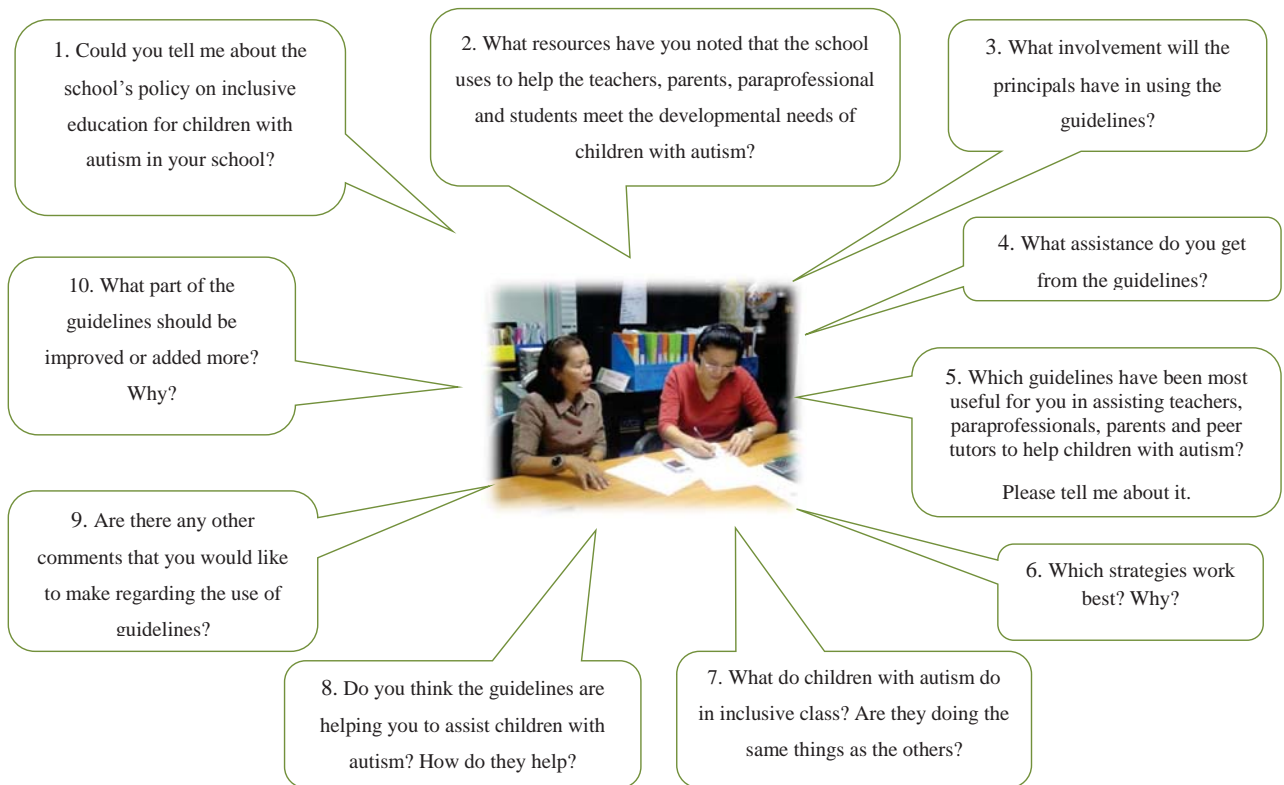 1. Could you tell me about the
school’s policy on inclusive
education for children with
autism in your school?
2. What resources have you noted that the school
uses to help the teachers, parents, paraprofessional
and students meet the developmental needs of
children with autism?
3. What involvement will the
principals have in using the
guidelines?
4. What assistance do you get
from the guidelines?
5. Which guidelines have been most
useful for you in assisting teachers,
paraprofessionals, parents and peer
tutors to help children with autism?
Please tell me about it.
6. Which strategies work
best? Why?
7. What do children with autism do
in inclusive class? Are they doing the
same things as the others?
8. Do you think the guidelines are
helping you to assist children with
autism? How do they help?
9. Are there any other
comments that you would like
to make regarding the use of
guidelines?
10. What part of the
guidelines should be
improved or added more?
Why?